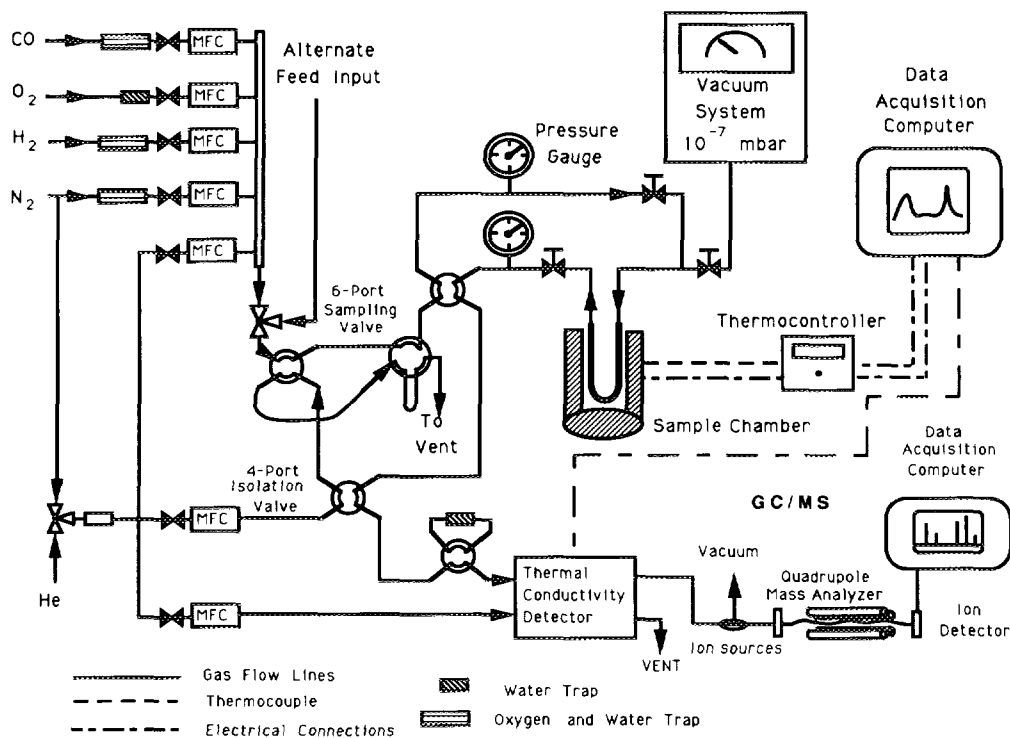 CO
MFC
Alternate
Feed Input
O2
MFC
H2
MFC
N2
MFC
MFC
Pressure
Gauge
Vacuum
System
10-7 mbar
Data
Acquisition
Computer
6-Port
Sampling
Valve
To
Vent
Thermocontroller
Sample Chamber
4-Port
Isolation
Valve
MFC
He
MFC
Thermal
Conductivity
Detector
VENT
GC/MS
Vacuum
Ion sources
Quadrupole
Mass Analyzer
Data
Acquisition
Computer
Ion
Detector
Gas Flow Lines
Thermocouple
Electrical Connections
Water Trap
Oxygen and Water Trap